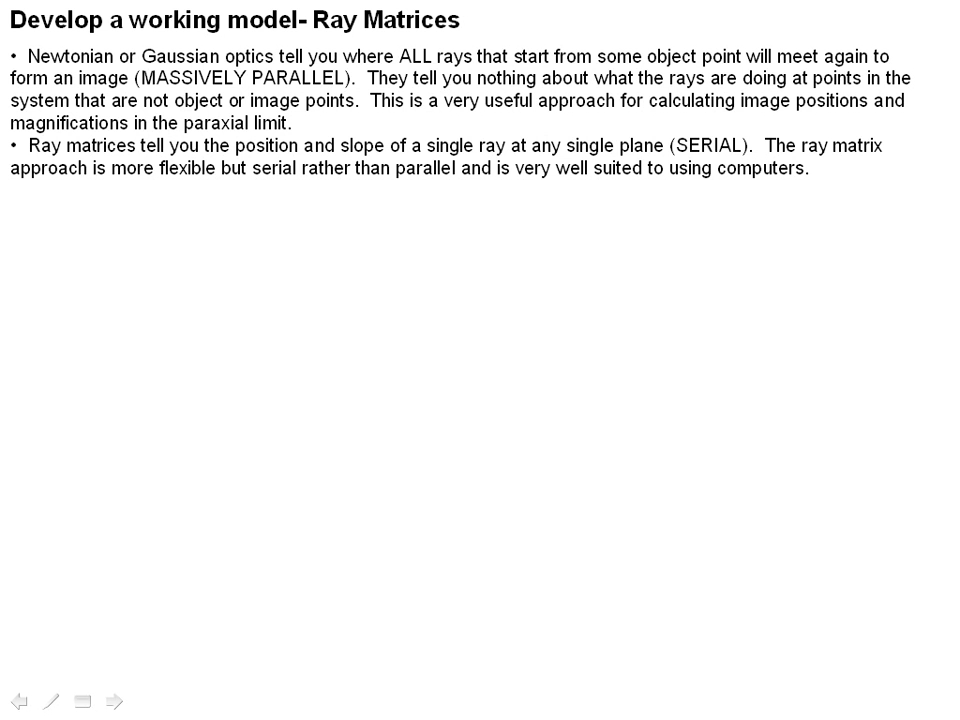 Develop a working model- Ray Matrices
• Newtonian or Gaussian optics tell you where ALL rays that start from some object point will meet again to
form an image (MASSIVELY PARALLEL). They tell you nothing about what the rays are doing at points in the
system that are not object or image points. This is a very useful approach for calculating image positions and
magnifications in the paraxial limit.
• Ray matrices tell you the position and slope of a single ray at any single plane (SERIAL). The ray matrix
approach is more flexible but serial rather than parallel and is very well suited to using computers.